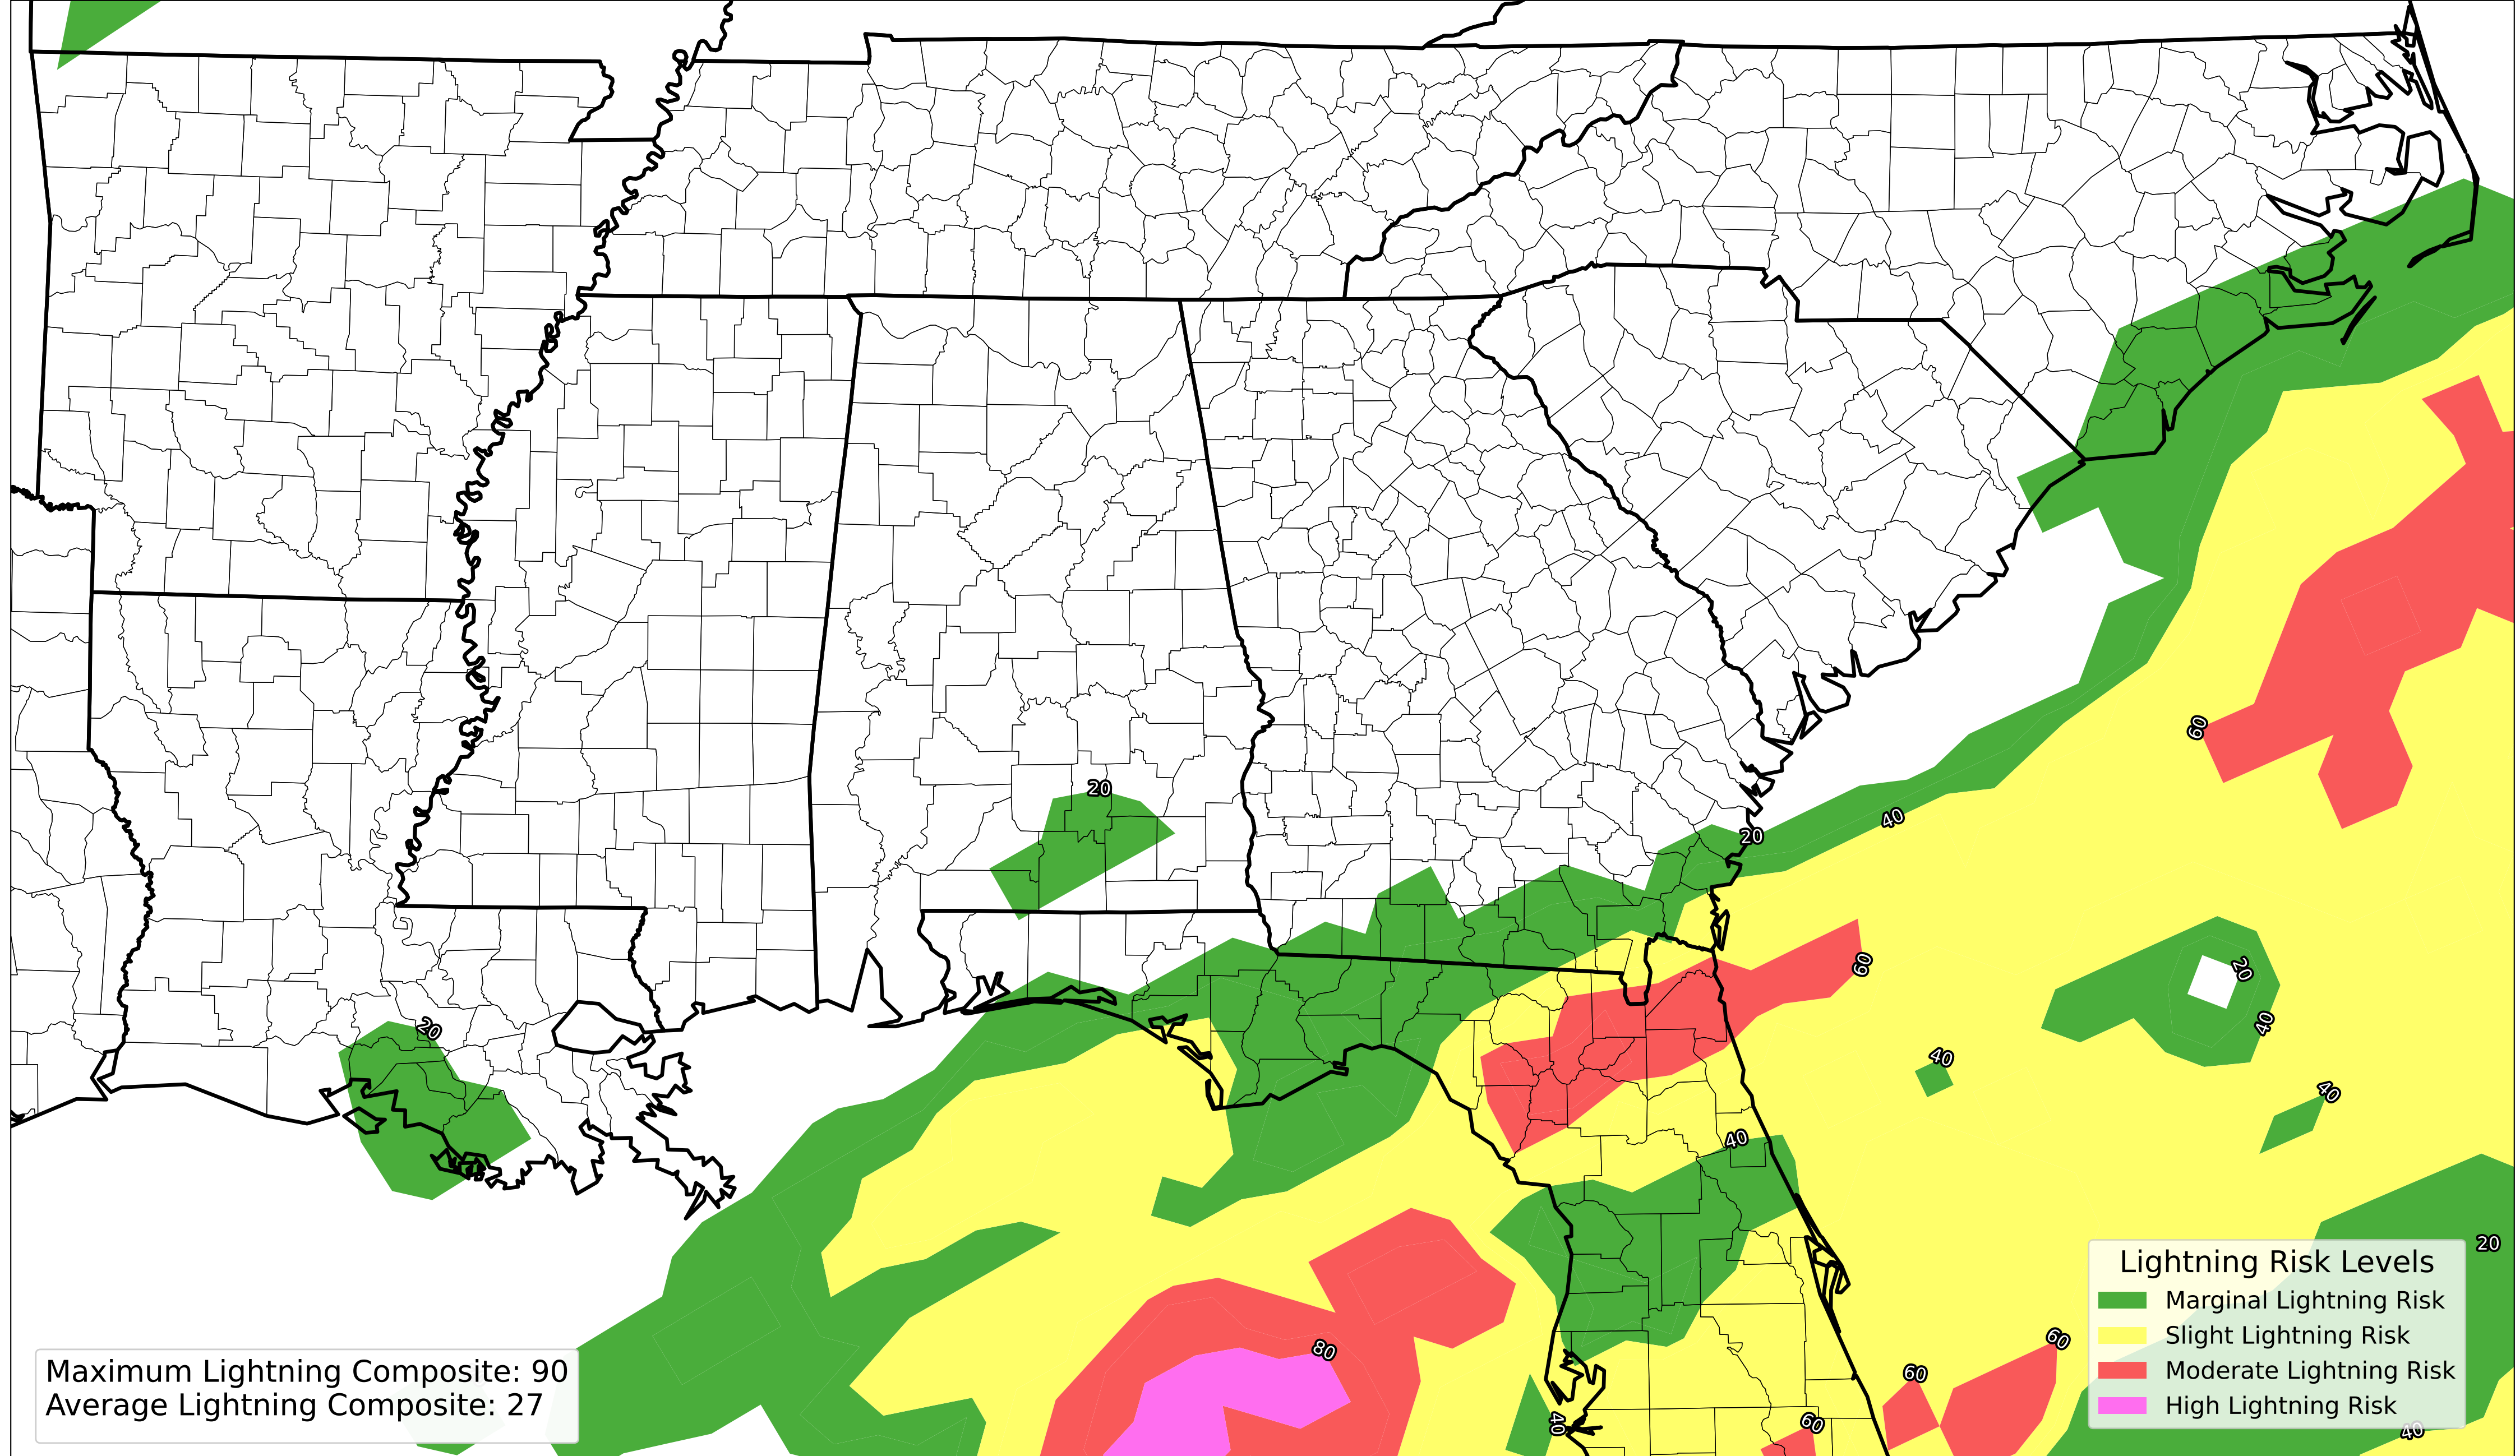 20
60
20
40
20
60
20
40
40
20
40
40
20
80
60
60
40
60
40
Lightning Risk Levels
Marginal Lightning Risk
Slight Lightning Risk
Moderate Lightning Risk
High Lightning Risk
Maximum Lightning Composite: 90
Average Lightning Composite: 27